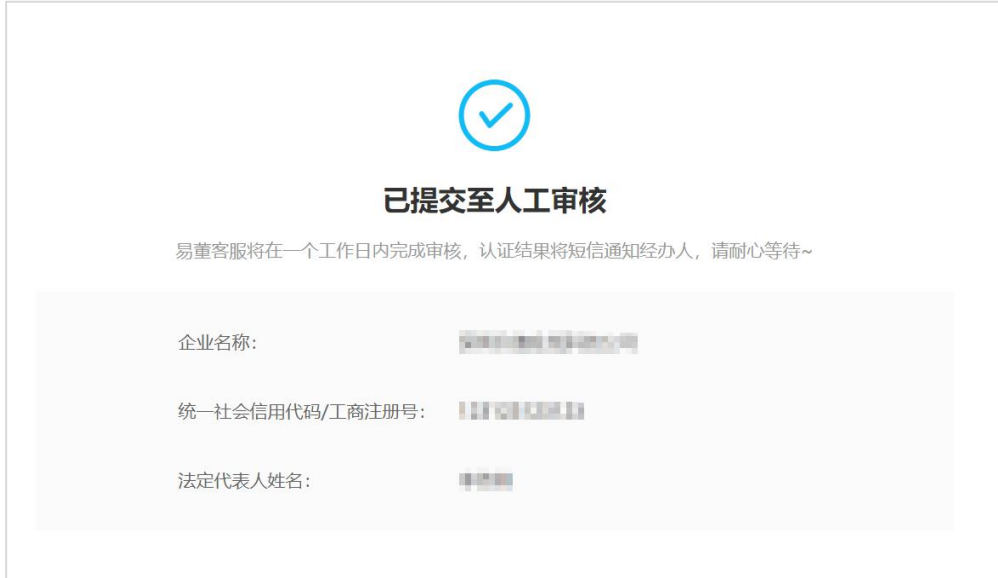 已提交至人工审核
易董客服将在一个工作日内完成审核，认证结果将短信通知经办人，请耐心等待~
企业名称：
统一社会信用代码/工商注册号：
法定代表人姓名：